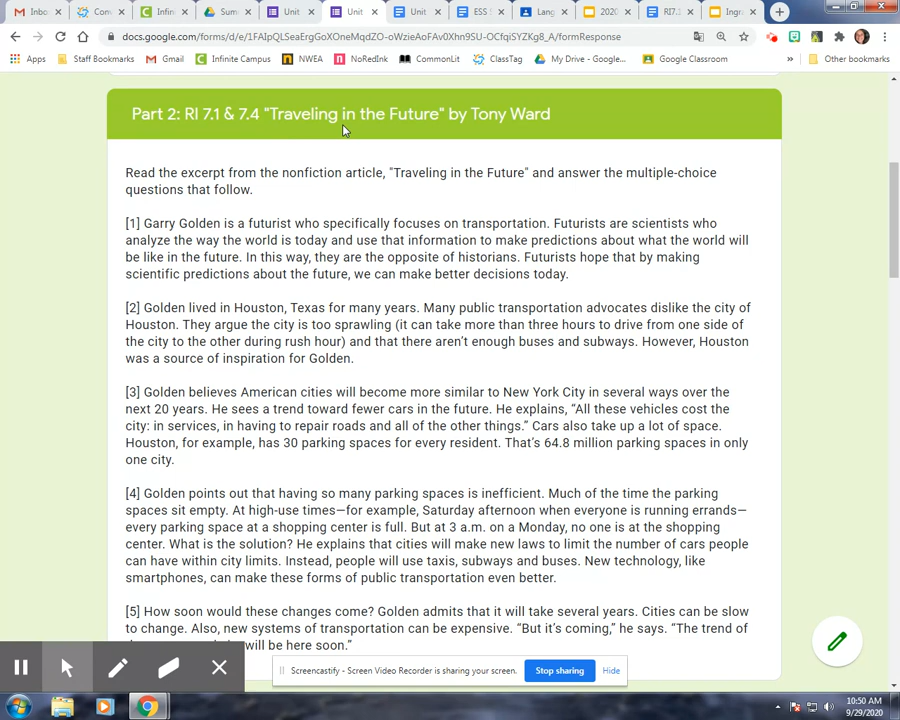 Inbo
Con
Infin
Sum
Unit
Unit
Unit
ESS
Lang
2020
RI7.
Ingr
docs.google.com/forms/d/e/1FAIpQLSeaErgGoXOneMqdZO-oWzieAoFAv0Xhn9SU-OCfqiSYZKg8_A/formResponse
Apps
Staff Bookmarks
Gmail
Infinite Campus
NWEA
NoRedInk
CommonLit
ClassTag
My Drive - Google...
Google Classroom
»
Other bookmarks
Part 2: RI 7.1 & 7.4 "Traveling in the Future" by Tony Ward
Read the excerpt from the nonfiction article, "Traveling in the Future" and answer the multiple-choice
questions that follow.
[1] Garry Golden is a futurist who specifically focuses on transportation. Futurists are scientists who
analyze the way the world is today and use that information to make predictions about what the world will
be like in the future. In this way, they are the opposite of historians. Futurists hope that by making
scientific predictions about the future, we can make better decisions today.
[2] Golden lived in Houston, Texas for many years. Many public transportation advocates dislike the city of
Houston. They argue the city is too sprawling (it can take more than three hours to drive from one side of
the city to the other during rush hour) and that there aren't enough buses and subways. However, Houston
was a source of inspiration for Golden.
[3] Golden believes American cities will become more similar to New York City in several ways over the
next 20 years. He sees a trend toward fewer cars in the future. He explains, “All these vehicles cost the
city: in services, in having to repair roads and all of the other things.” Cars also take up a lot of space.
Houston, for example, has 30 parking spaces for every resident. That’s 64.8 million parking spaces in only
one city.
[4] Golden points out that having so many parking spaces is inefficient. Much of the time the parking
spaces sit empty. At high-use times—for example, Saturday afternoon when everyone is running errands—
every parking space at a shopping center is full. But at 3 a.m. on a Monday, no one is at the shopping
center. What is the solution? He explains that cities will make new laws to limit the number of cars people
can have within city limits. Instead, people will use taxis, subways and buses. New technology, like
smartphones, can make these forms of public transportation even better.
[5] How soon would these changes come? Golden admits that it will take several years. Cities can be slow
to change. Also, new systems of transportation can be expensive. “But it’s coming,” he says. “The trend of
will be here soon.”
Screencastify - Screen Video Recorder is sharing your screen.
Stop sharing
Hide
10:50 AM
9/29/2020